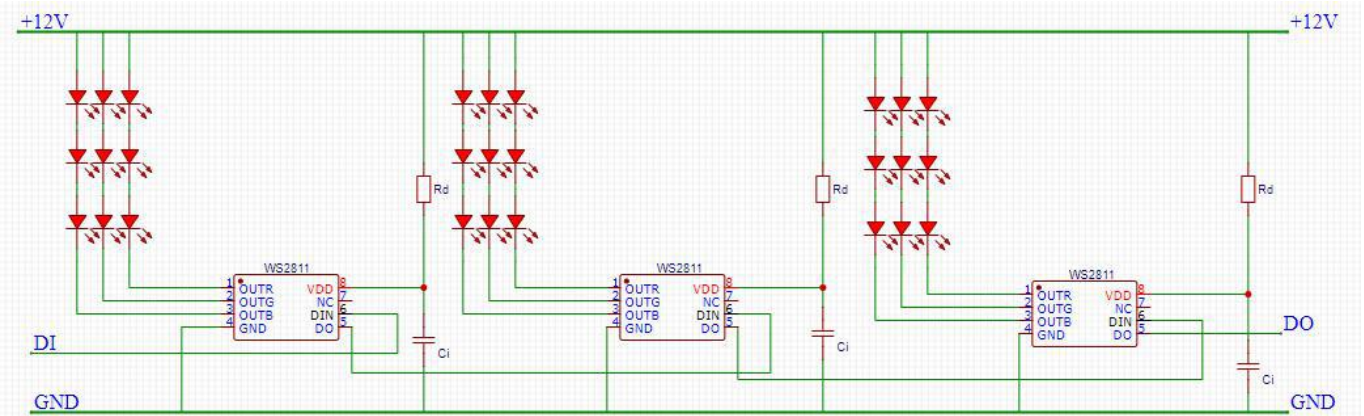 +12V +12V
Rd Rd Rd
WS2811 WS2811 WS2811
1 OUTR VDD 8
2 OUTG NC 7
3 OUTB DIN 6
4 GND DO 5
1 OUTR VDD 8
2 OUTG NC 7
3 OUTB DIN 6
4 GND DO 5
1 OUTR VDD 8
2 OUTG NC 7
3 OUTB DIN 6
4 GND DO 5
DO
DI
Ci Ci Ci
GND GND